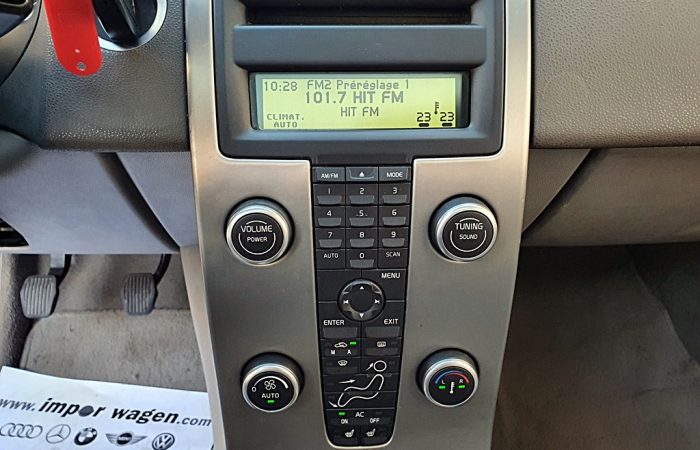 10:28 FM2 Préréglage 1
101.7 HIT FM
HIT FM
CLIMAT.
AUTO
23 23
AM/FM MODE
1 2 3
4 .5. 6
7 8 9
AUTO 0 SCAN
VOLUME
POWER
TUNING
SOUND
MENU
ENTER EXIT
M A
0
AUTO
L R
AC
ON OFF
www.impor wagen.com